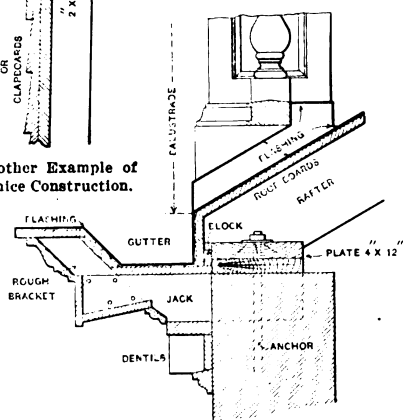 OR
CLAPBOARDS
2 X
"
other Example of
nice Construction.
BALUSTRADE
FLASHING
ROOF BOARDS
RAFTER
FLASHING
GUTTER
BLOCK
PLATE 4 X 12"
ROUGH
BRACKET
JACK
DENTILS
ANCHOR